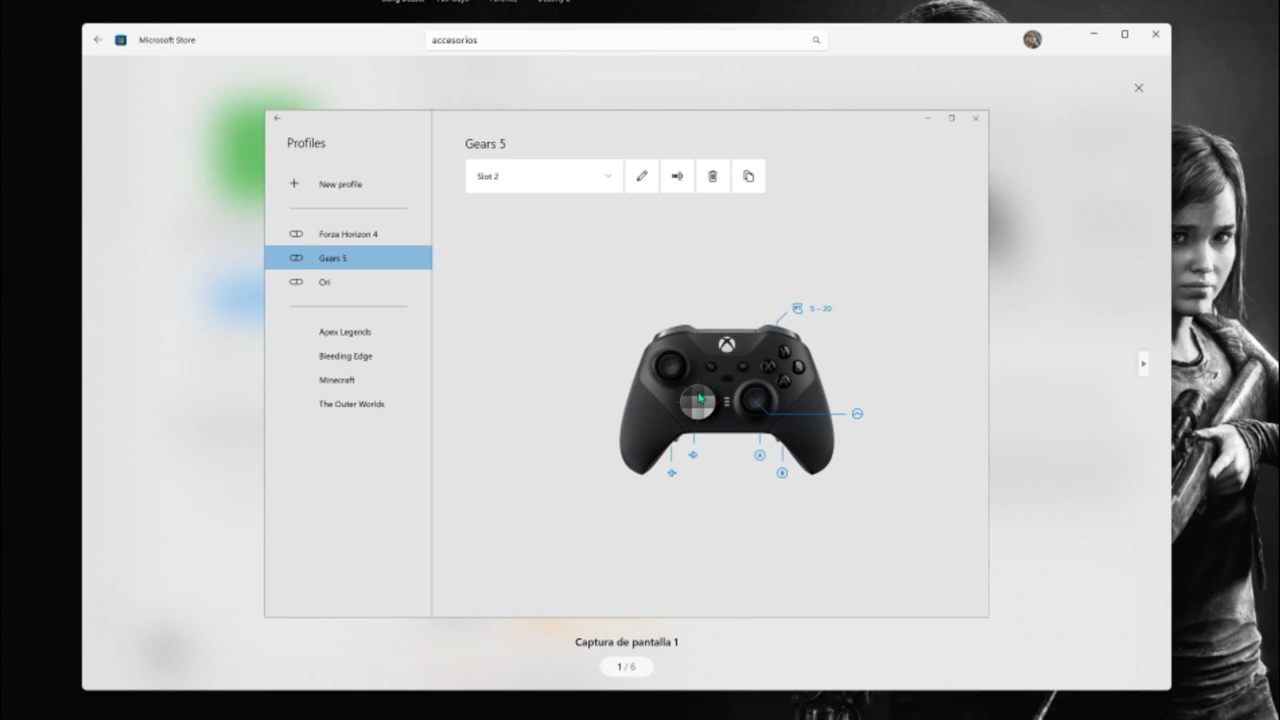 Microsoft Store
accesorios
Profiles
New profile
Forza Horizon 4
Gears 5
Ori
Apex Legends
Bleeding Edge
Minecraft
The Outer Worlds
Gears 5
Slot 2
5 - 20
Captura de pantalla 1
1 / 6